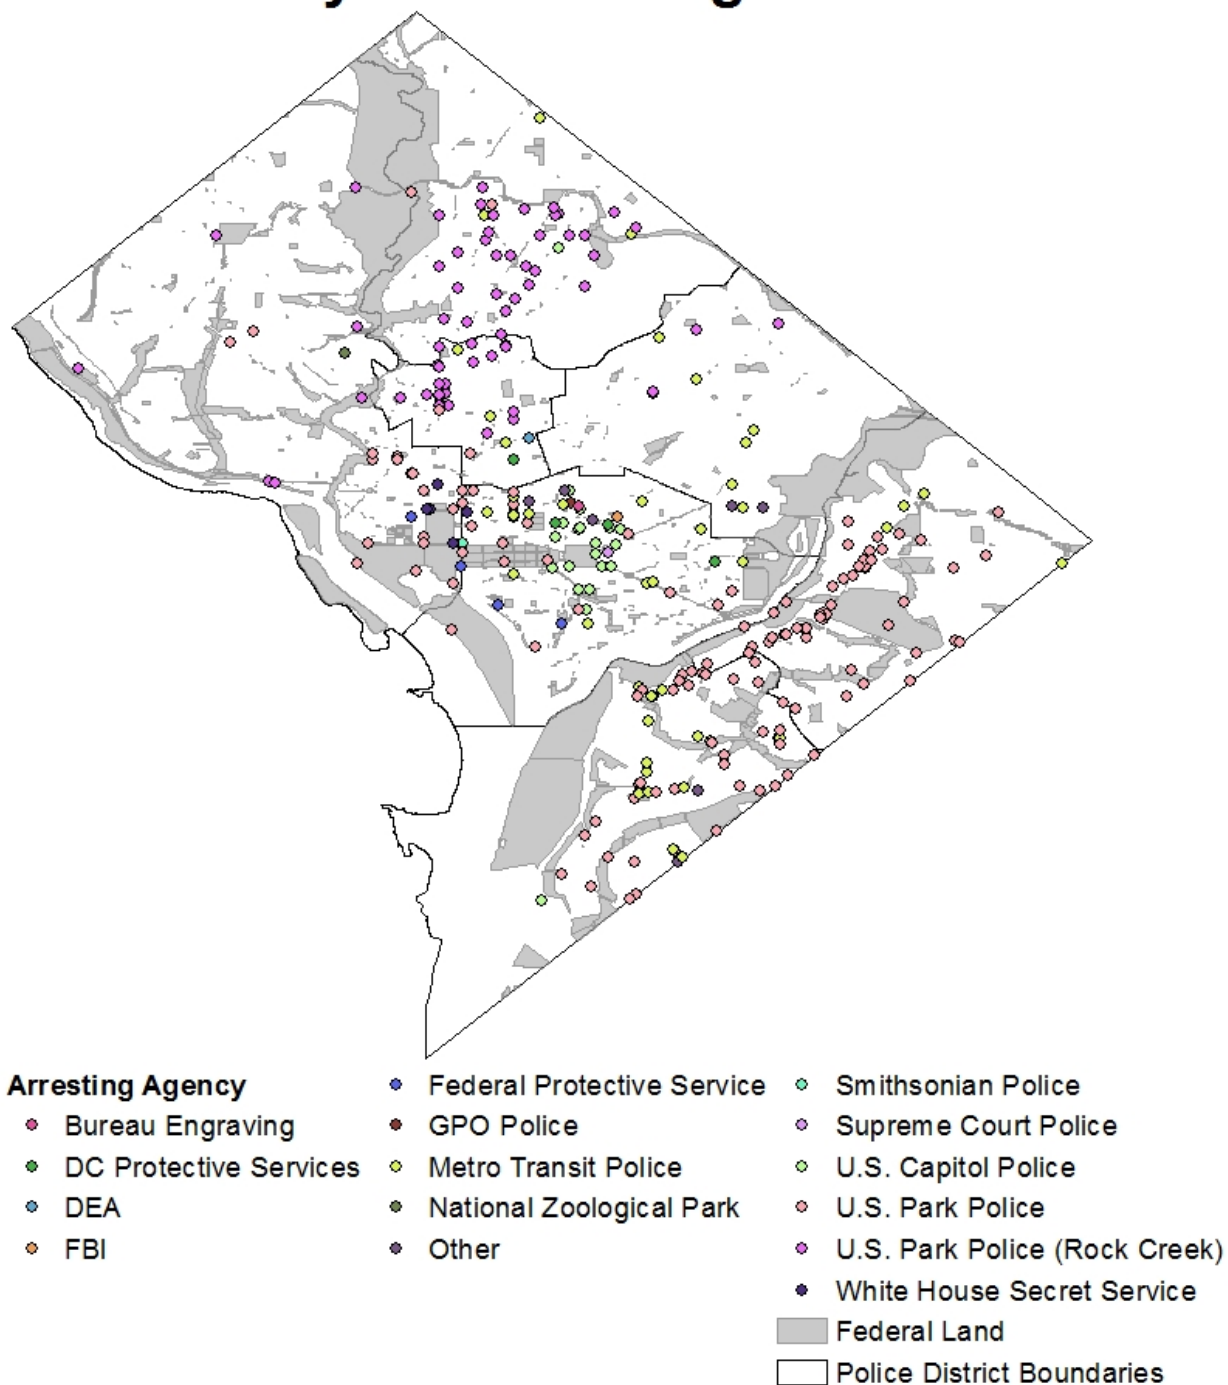 Arresting Agency
Bureau Engraving
DC Protective Services
DEA
FBI
Federal Protective Service
GPO Police
Metro Transit Police
National Zoological Park
Other
Smithsonian Police
Supreme Court Police
U.S. Capitol Police
U.S. Park Police
U.S. Park Police (Rock Creek)
White House Secret Service
Federal Land
Police District Boundaries